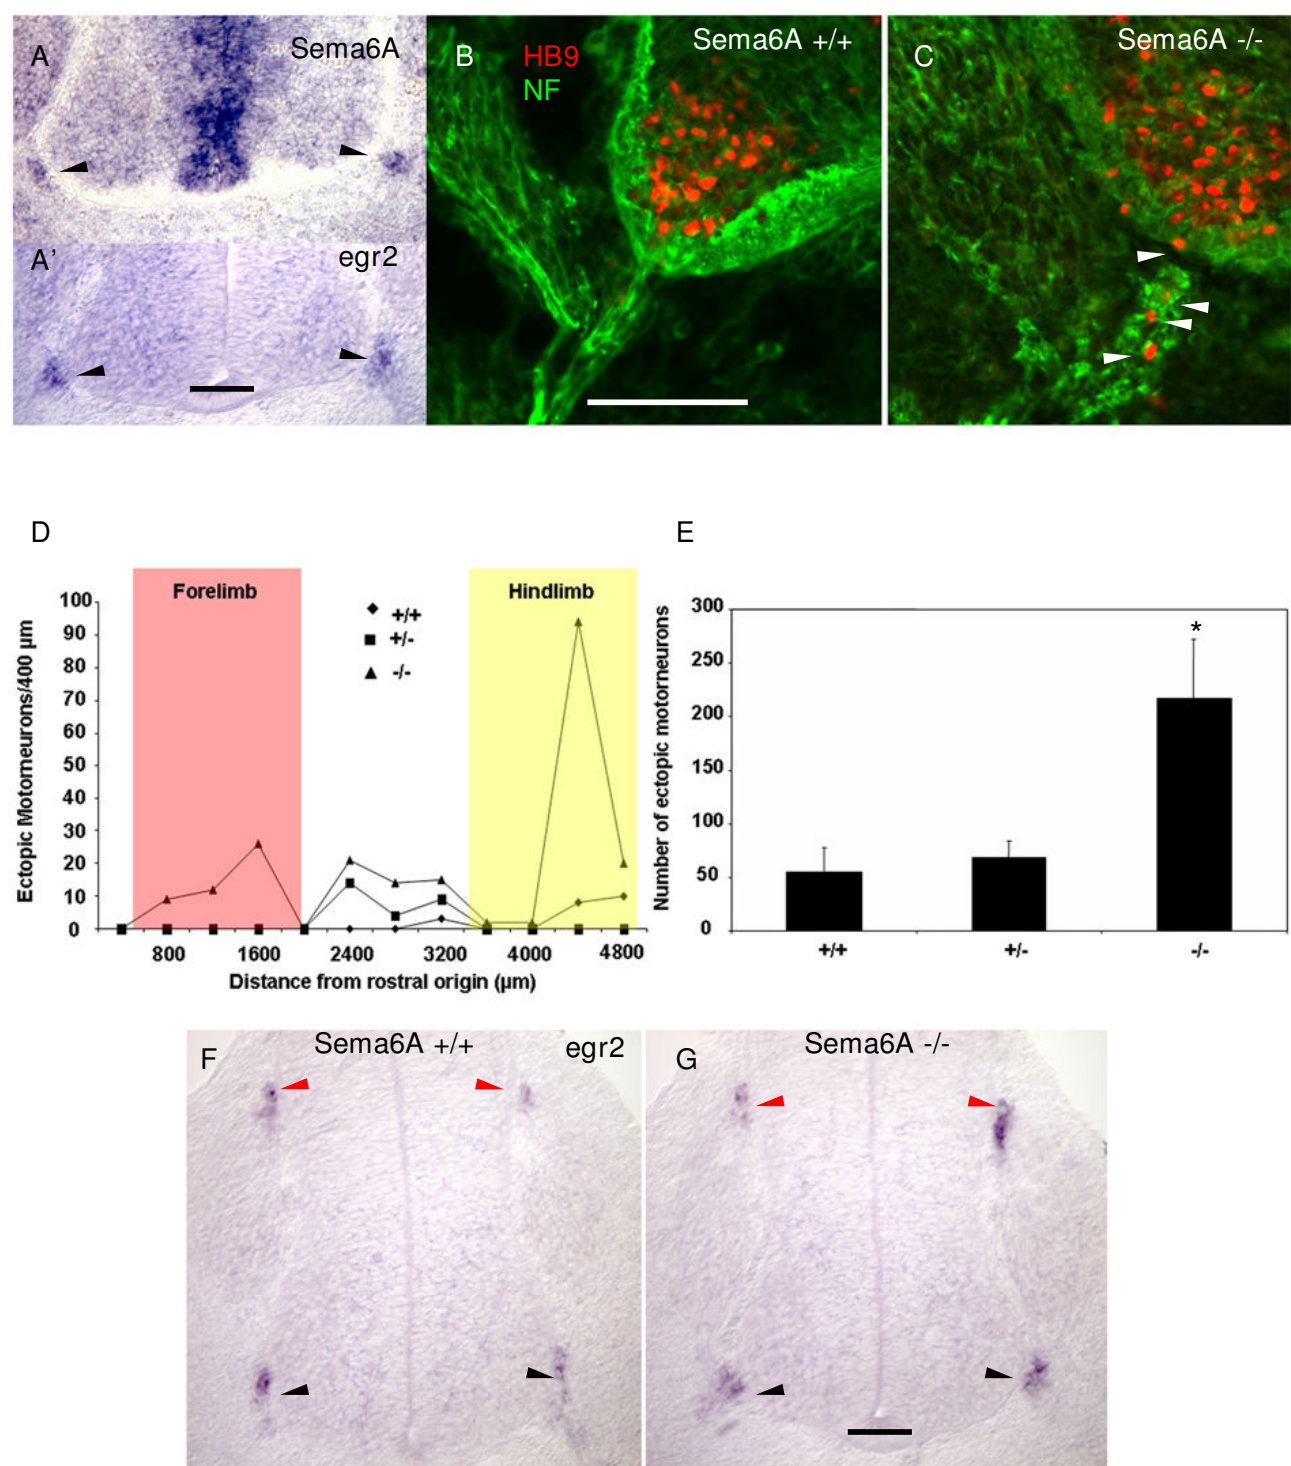 A
Sema6A
A’
egr2
B
HB9
NF
Sema6A +/+
C
Sema6A -/-
D
Forelimb
Hindlimb
+/+
+/-
-/-
Ectopic Motorneurons/400 µm
100
90
80
70
60
50
40
30
20
10
0
800 1600 2400 3200 4000 4800
Distance from rostral origin (µm)
E
Number of ectopic motorneurons
300
250
200
150
100
50
0
*
+/+ +/- -/-
F
Sema6A +/+
egr2
G
Sema6A -/-